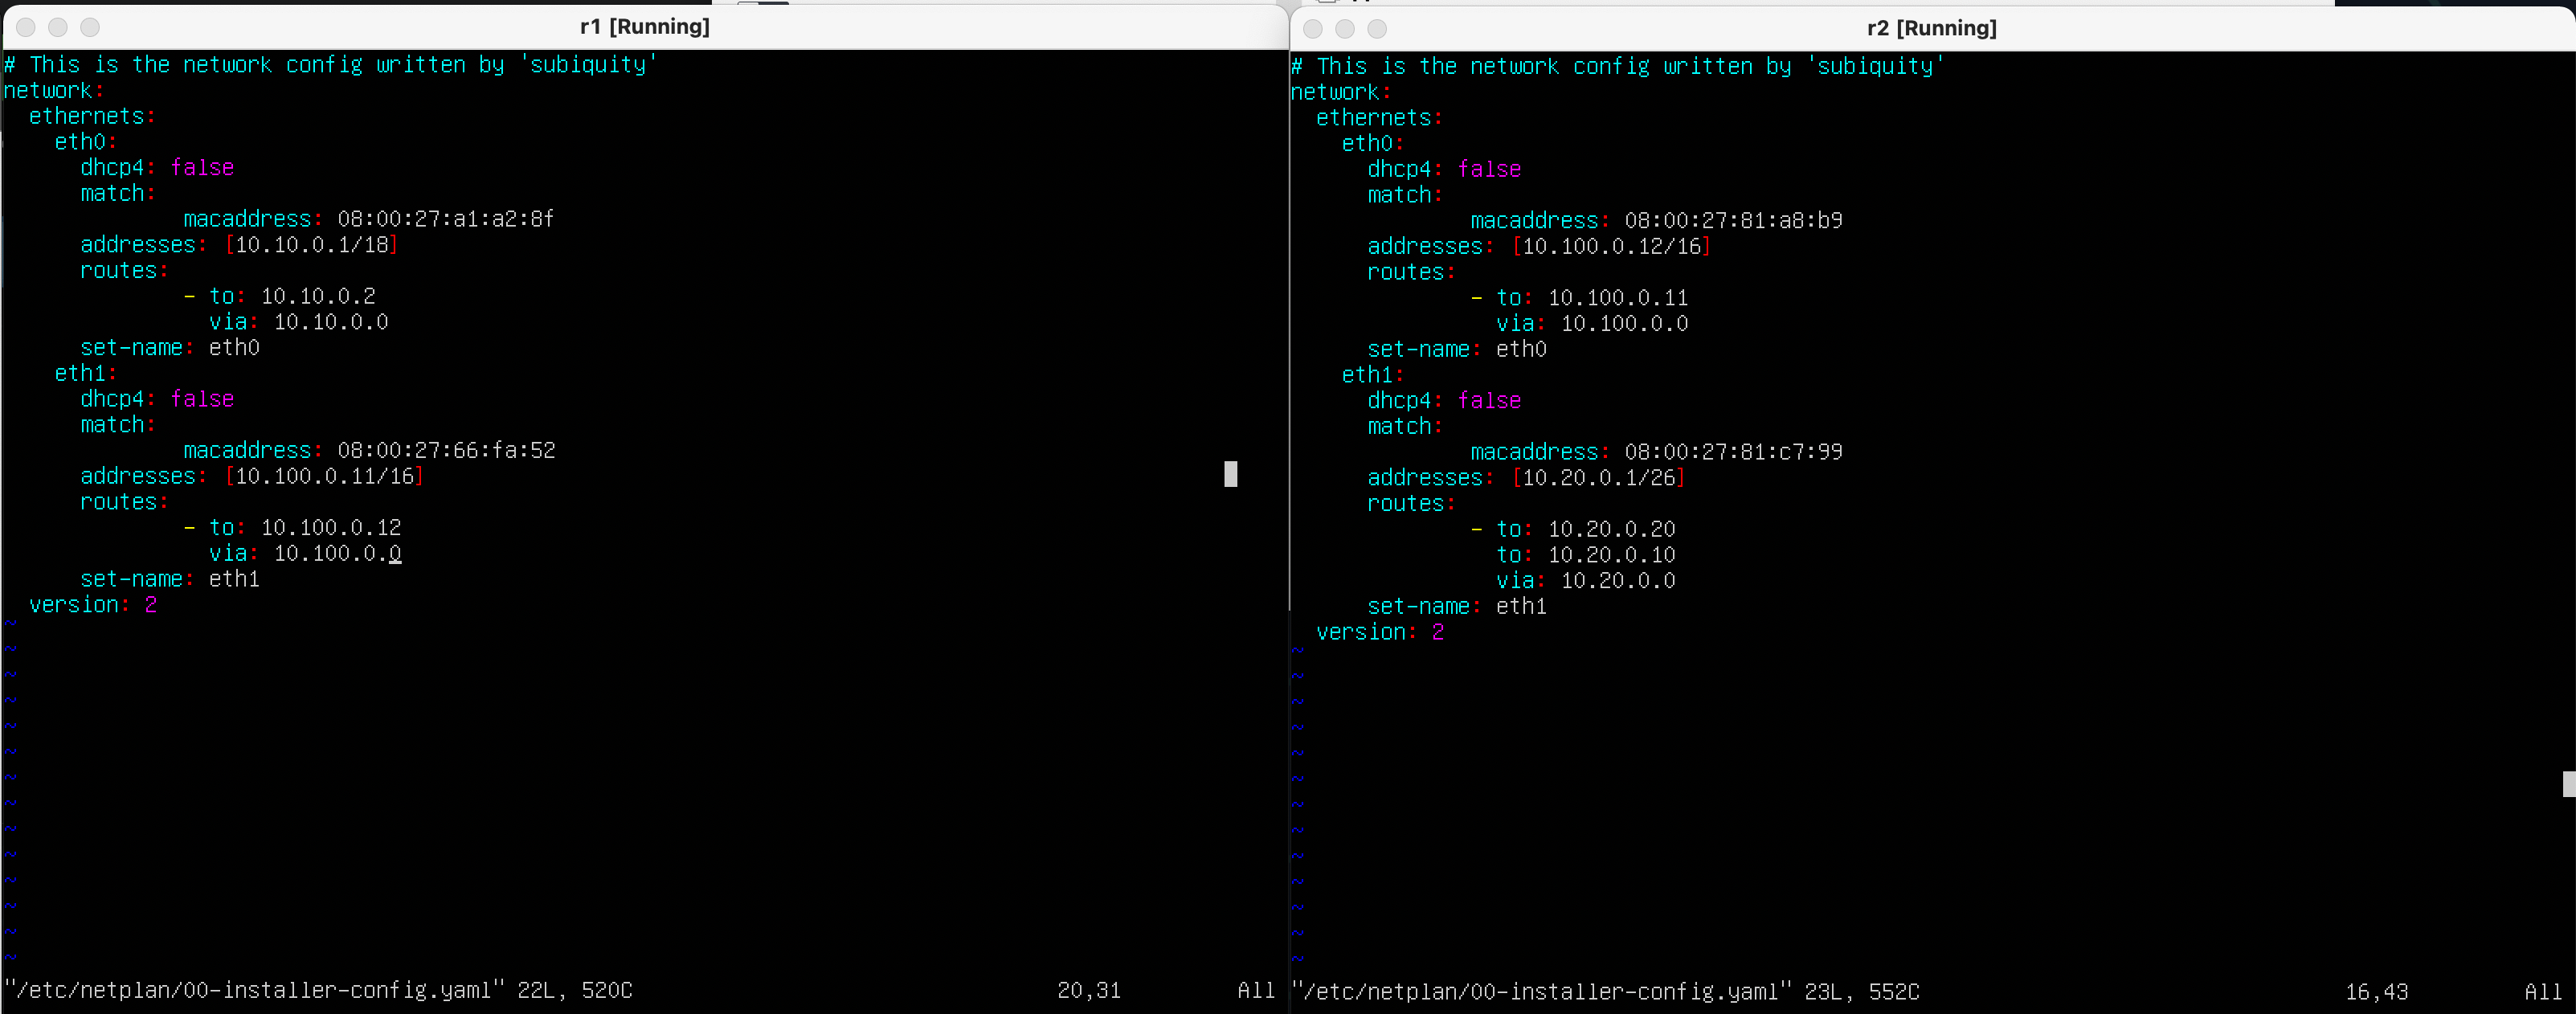 r1 [Running]
# This is the network config written by 'subiquity'
network:
  ethernets:
    eth0:
      dhcp4: false
      match:
              macaddress: 08:00:27:a1:a2:8f
      addresses: [10.10.0.1/18]
      routes:
              - to: 10.10.0.2
                via: 10.10.0.0
      set-name: eth0
    eth1:
      dhcp4: false
      match:
              macaddress: 08:00:27:66:fa:52
      addresses: [10.100.0.11/16]
      routes:
              - to: 10.100.0.12
                via: 10.100.0.0
      set-name: eth1
  version: 2
~
~
~
~
~
~
~
~
~
~
~
~
~
~
"/etc/netplan/00-installer-config.yaml" 22L, 520C 20,31 All
r2 [Running]
# This is the network config written by 'subiquity'
network:
  ethernets:
    eth0:
      dhcp4: false
      match:
              macaddress: 08:00:27:81:a8:b9
      addresses: [10.100.0.12/16]
      routes:
              - to: 10.100.0.11
                via: 10.100.0.0
      set-name: eth0
    eth1:
      dhcp4: false
      match:
              macaddress: 08:00:27:81:c7:99
      addresses: [10.20.0.1/26]
      routes:
              - to: 10.20.0.20
                to: 10.20.0.10
                via: 10.20.0.0
      set-name: eth1
  version: 2
~
~
~
~
~
~
~
~
~
~
~
~
~
"/etc/netplan/00-installer-config.yaml" 23L, 552C 16,43 All